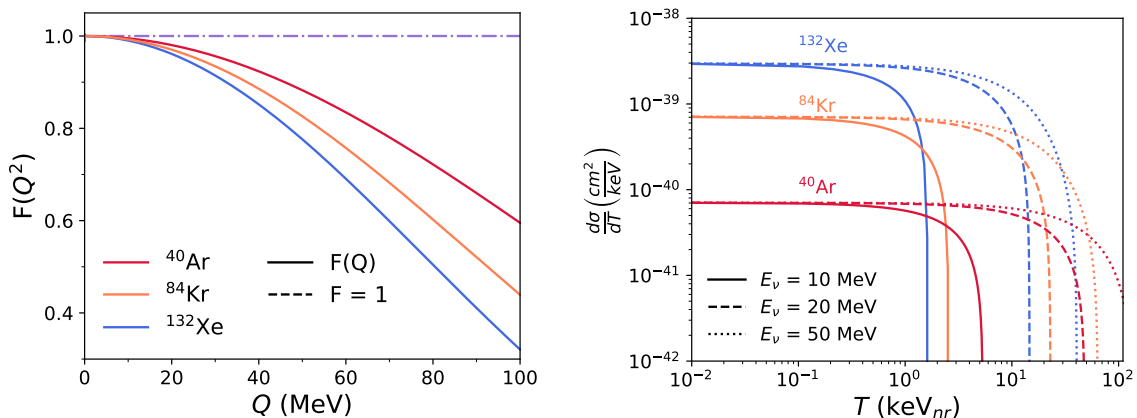 1.0
0.8
0.6
0.4
F(Q²)
⁴⁰Ar
⁸⁴Kr
¹³²Xe
F(Q)
F = 1
0 20 40 60 80 100
Q (MeV)
10⁻³⁸
10⁻³⁹
10⁻⁴⁰
10⁻⁴¹
10⁻⁴²
dσ/dT (cm²/keV)
¹³²Xe
⁸⁴Kr
⁴⁰Ar
Eν = 10 MeV
Eν = 20 MeV
Eν = 50 MeV
10⁻² 10⁻¹ 10⁰ 10¹ 10²
T (keVnr)